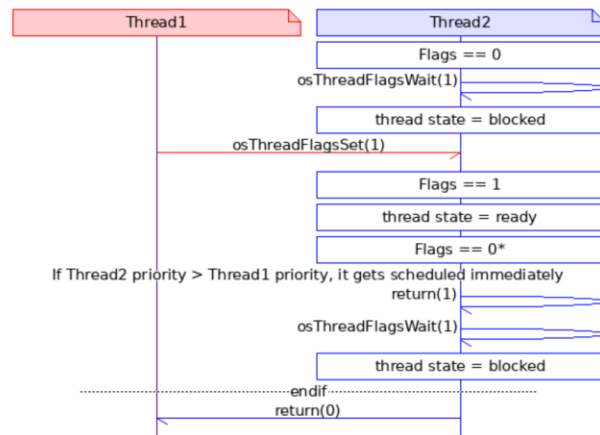 Thread1 Thread2
Flags == 0
osThreadFlagsWait(1)
thread state = blocked
osThreadFlagsSet(1)
Flags == 1
thread state = ready
Flags == 0*
If Thread2 priority > Thread1 priority, it gets scheduled immediately
return(1)
osThreadFlagsWait(1)
thread state = blocked
endif
return(0)